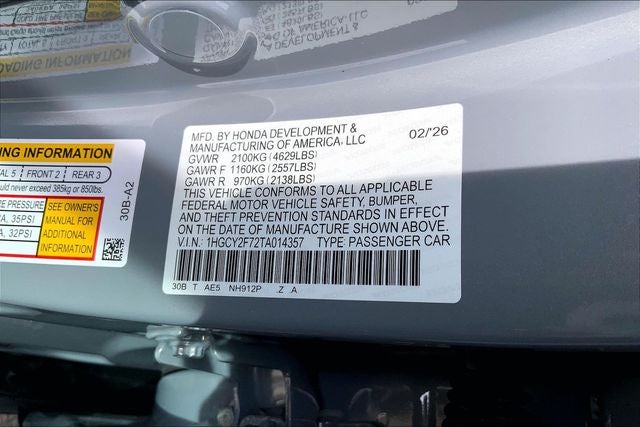 MFD. BY HONDA DEVELOPMENT &
MANUFACTURING OF AMERICA, LLC 02/'26
GVWR 2100KG (4629LBS)
GAWR F 1160KG (2557LBS)
GAWR R 970KG (2138LBS)
THIS VEHICLE CONFORMS TO ALL APPLICABLE
FEDERAL MOTOR VEHICLE SAFETY, BUMPER,
AND THEFT PREVENTION STANDARDS IN EFFECT
ON THE DATE OF MANUFACTURE SHOWN ABOVE.
V.I.N.: 1HGCY2F72TA014357 TYPE: PASSENGER CAR
30B T AE5 NH912P .Z .A
ING INFORMATION
AL 5 FRONT 2 REAR 3
ould never exceed 385kg or 850lbs.
E PRESSURE
A, 35PSI
A, 32PSI
SEE OWNER'S
MANUAL FOR
ADDITIONAL
INFORMATION
30B-A2